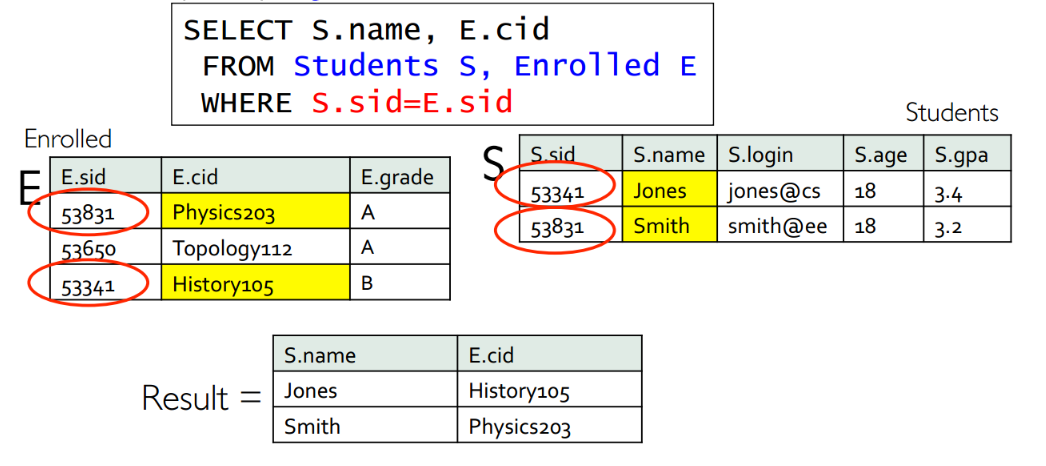 SELECT S.name, E.cid
FROM Students S, Enrolled E
WHERE S.sid=E.sid
Enrolled
E
E.sid E.cid E.grade
53831 Physics203 A
53650 Topology112 A
53341 History105 B
Students
S
S.sid S.name S.login S.age S.gpa
53341 Jones jones@cs 18 3.4
53831 Smith smith@ee 18 3.2
Result =
S.name E.cid
Jones History105
Smith Physics203